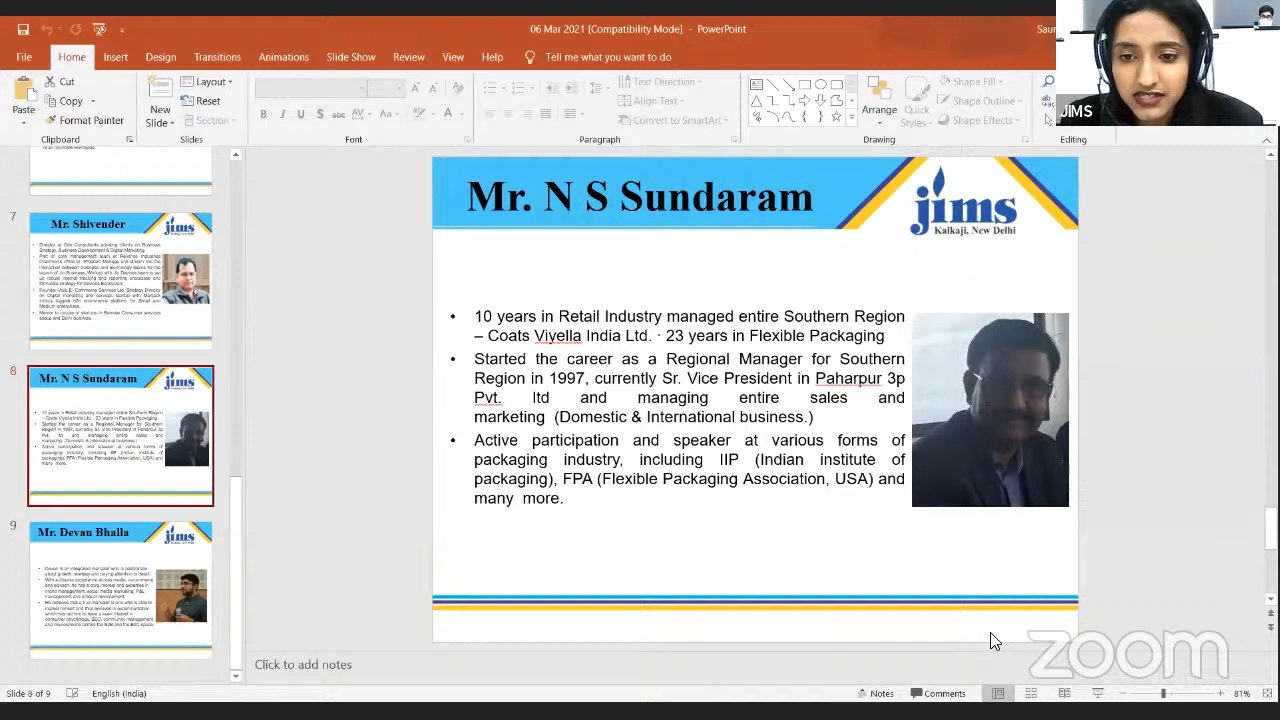 06 Mar 2021 [Compatibility Mode] - PowerPoint
Saur
File Home Insert Design Transitions Animations Slide Show Review View Help Tell me what you want to do
Paste
Cut
Copy
Format Painter
Clipboard
New
Slide
Layout
Reset
Section
Slides
B I U S abc AV Aa A
Font
Text Direction
Align Text
Convert to SmartArt
Paragraph
Arrange
Quick
Styles
Shape Fill
Shape Outline
Shape Effects
Drawing
Editing
JIMS
7
Mr. Shivender
jims
8
Mr. N S Sundaram
jims
9
Mr. Devan Bhalla
jims
Mr. N S Sundaram
jims
Kalkaji, New Delhi
• 10 years in Retail Industry managed entire Southern Region
– Coats Viyella India Ltd. · 23 years in Flexible Packaging
• Started the career as a Regional Manager for Southern
Region in 1997, currently Sr. Vice President in Paharpur 3p
Pvt. ltd and managing entire sales and
marketing (Domestic & International business.)
• Active participation and speaker at various forms of
packaging industry, including IIP (Indian institute of
packaging), FPA (Flexible Packaging Association, USA) and
many more.
zoom
Click to add notes
Slide 8 of 9 English (India) Notes Comments 81%